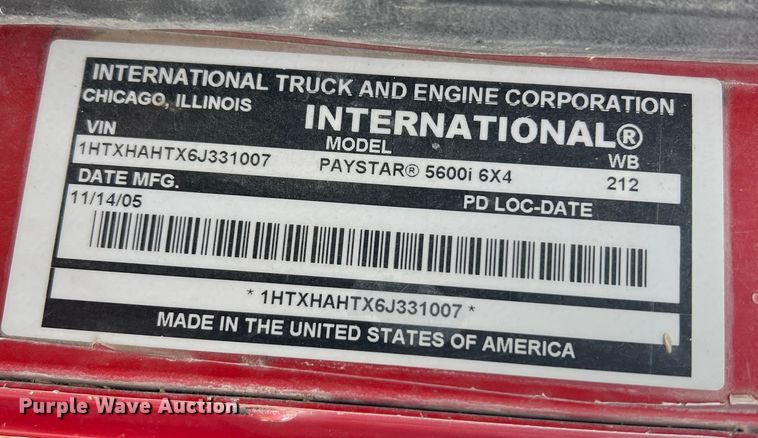 INTERNATIONAL TRUCK AND ENGINE CORPORATION
CHICAGO, ILLINOIS
INTERNATIONAL®
VIN MODEL WB
1HTXHAHTX6J331007 PAYSTAR® 5600i 6X4 212
DATE MFG. PD LOC-DATE
11/14/05
* 1HTXHAHTX6J331007 *
MADE IN THE UNITED STATES OF AMERICA
Purple Wave Auction